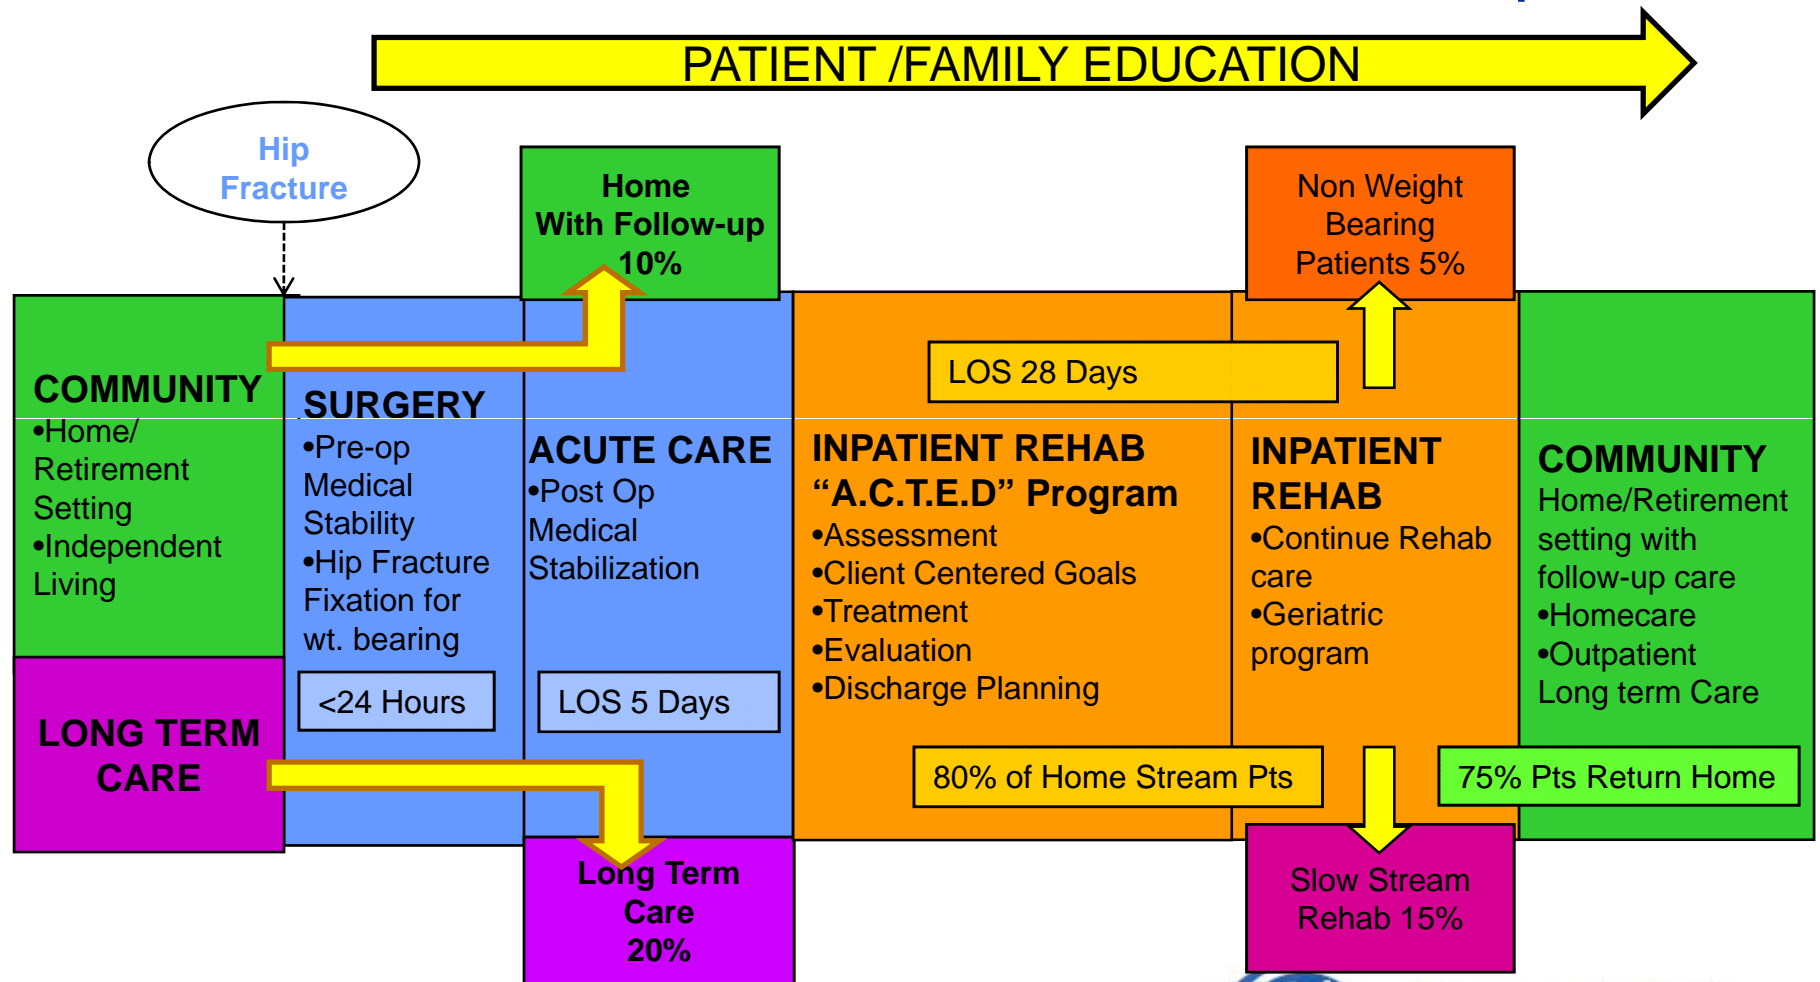 PATIENT /FAMILY EDUCATION
Hip
Fracture
Home
With Follow-up
10%
Non Weight
Bearing
Patients 5%
COMMUNITY
•Home/
Retirement
Setting
•Independent
Living
LONG TERM
CARE
SURGERY
•Pre-op
Medical
Stability
•Hip Fracture
Fixation for
wt. bearing
<24 Hours
ACUTE CARE
•Post Op
Medical
Stabilization
LOS 5 Days
Long Term
Care
20%
LOS 28 Days
INPATIENT REHAB
“A.C.T.E.D” Program
•Assessment
•Client Centered Goals
•Treatment
•Evaluation
•Discharge Planning
80% of Home Stream Pts
INPATIENT
REHAB
•Continue Rehab
care
•Geriatric
program
Slow Stream
Rehab 15%
COMMUNITY
Home/Retirement
setting with
follow-up care
•Homecare
•Outpatient
Long term Care
75% Pts Return Home